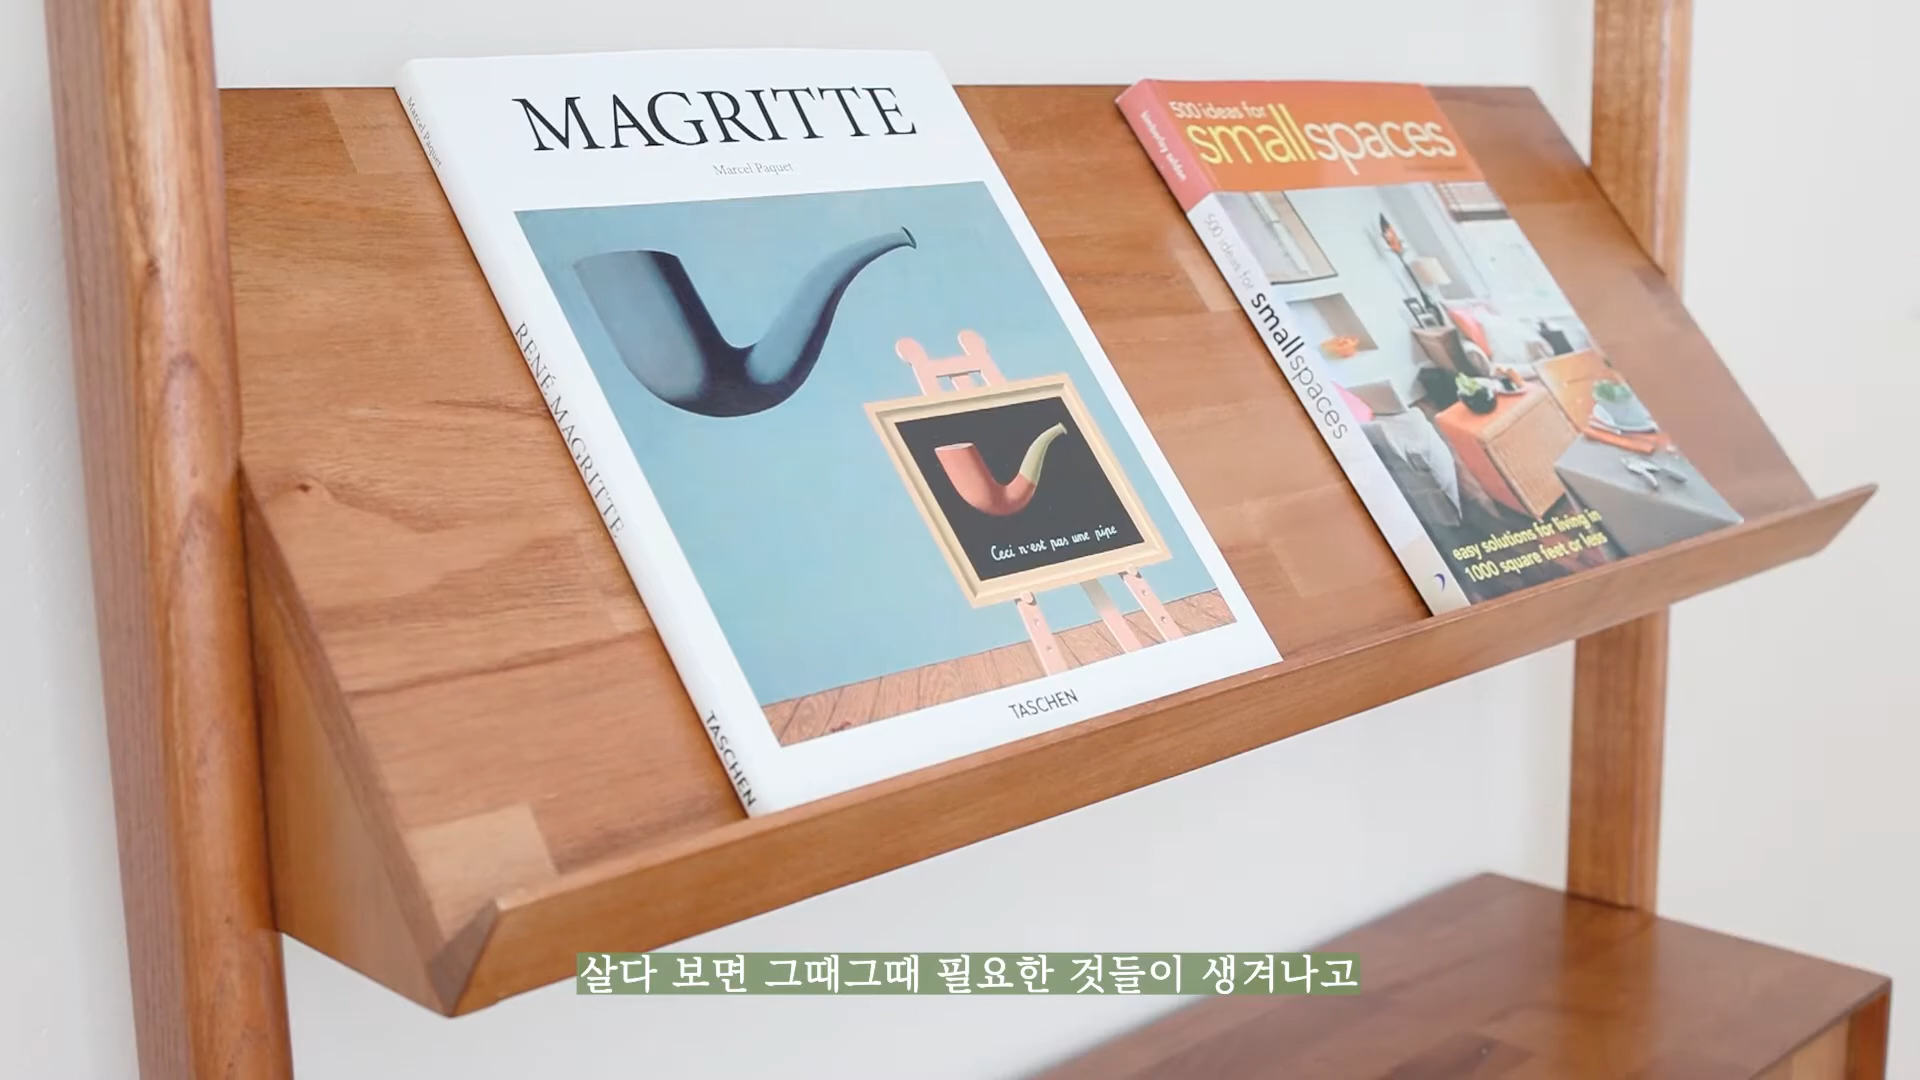 MAGRITTE
Marcel Paquet
Ceci n'est pas une pipe
TASCHEN
Marcel Paquet
RENÉ MAGRITTE
TASCHEN
500 ideas for
smallspaces
easy solutions for living in
1000 square feet or less
500 ideas for smallspaces
살다 보면 그때그때 필요한 것들이 생겨나고